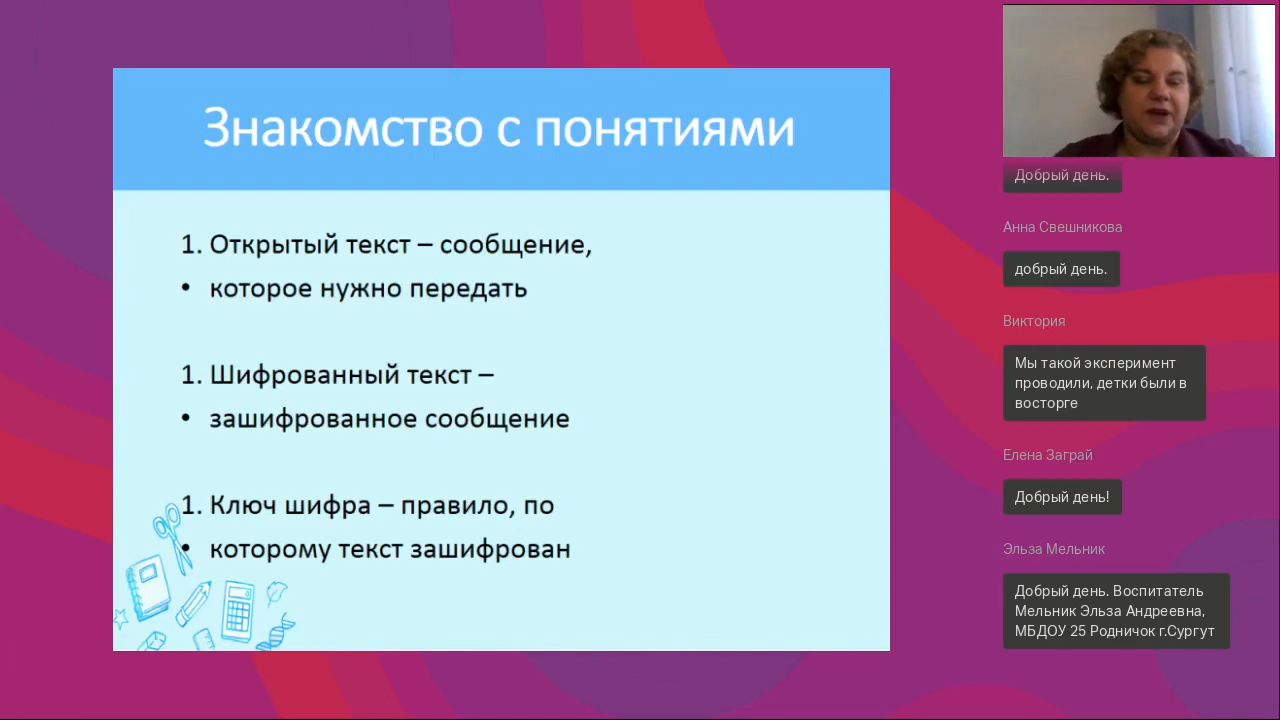 Знакомство с понятиями
1. Открытый текст – сообщение,
• которое нужно передать
1. Шифрованный текст –
• зашифрованное сообщение
1. Ключ шифра – правило, по
• которому текст зашифрован
Добрый день.
Анна Свешникова
добрый день.
Виктория
Мы такой эксперимент
проводили, детки были в
восторге
Елена Заграй
Добрый день!
Эльза Мельник
Добрый день. Воспитатель
Мельник Эльза Андреевна,
МБДОУ 25 Родничок г.Сургут